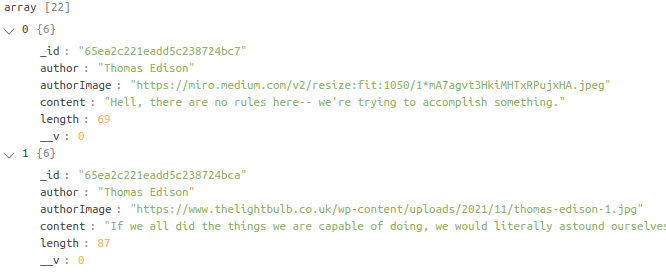 array [22]
0 {6}
_id : "65ea2c221eadd5c238724bc7"
author : "Thomas Edison"
authorImage : "https://miro.medium.com/v2/resize:fit:1050/1*mA7agvt3HkiMHTxRPujxHA.jpeg"
content : "Hell, there are no rules here-- we're trying to accomplish something."
length : 69
__v : 0
1 {6}
_id : "65ea2c221eadd5c238724bca"
author : "Thomas Edison"
authorImage : "https://www.thelightbulb.co.uk/wp-content/uploads/2021/11/thomas-edison-1.jpg"
content : "If we all did the things we are capable of doing, we would literally astound ourselves
length : 87
__v : 0